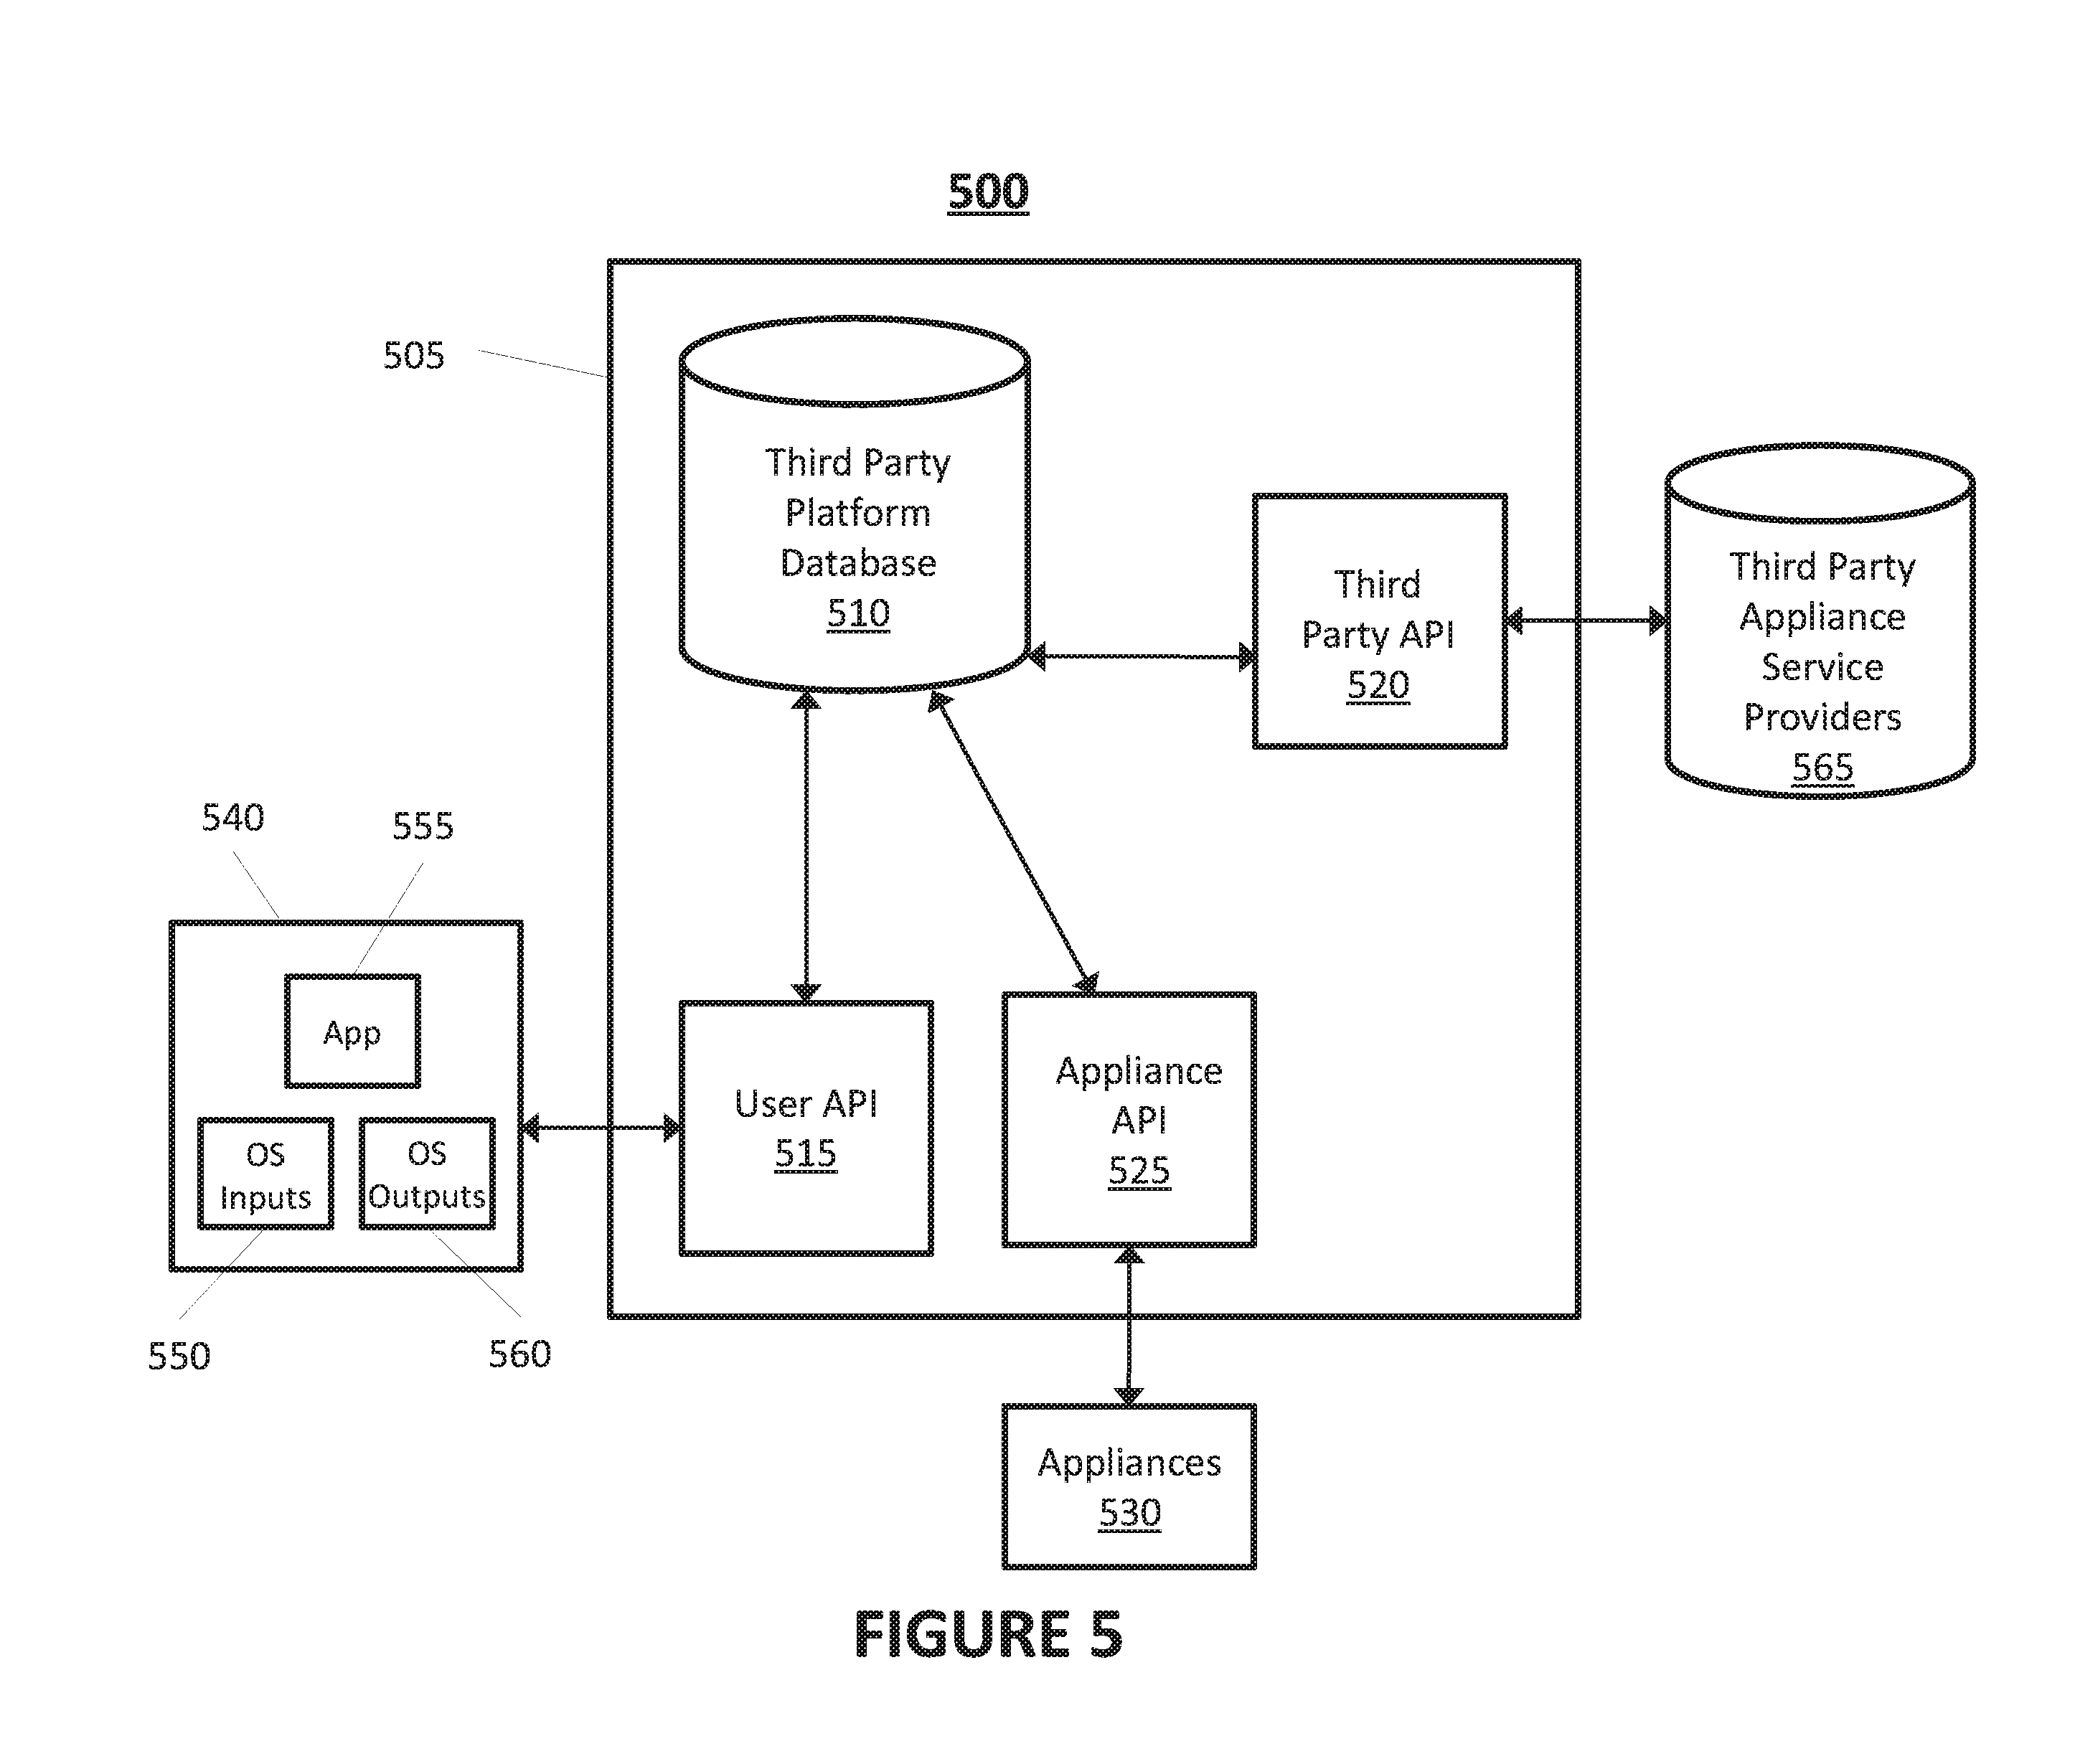 500
505
Third Party
Platform
Database
510
Third
Party API
520
Third Party
Appliance
Service
Providers
565
540
555
App
OS
Inputs
OS
Outputs
550
560
User API
515
Appliance
API
525
Appliances
530
FIGURE 5